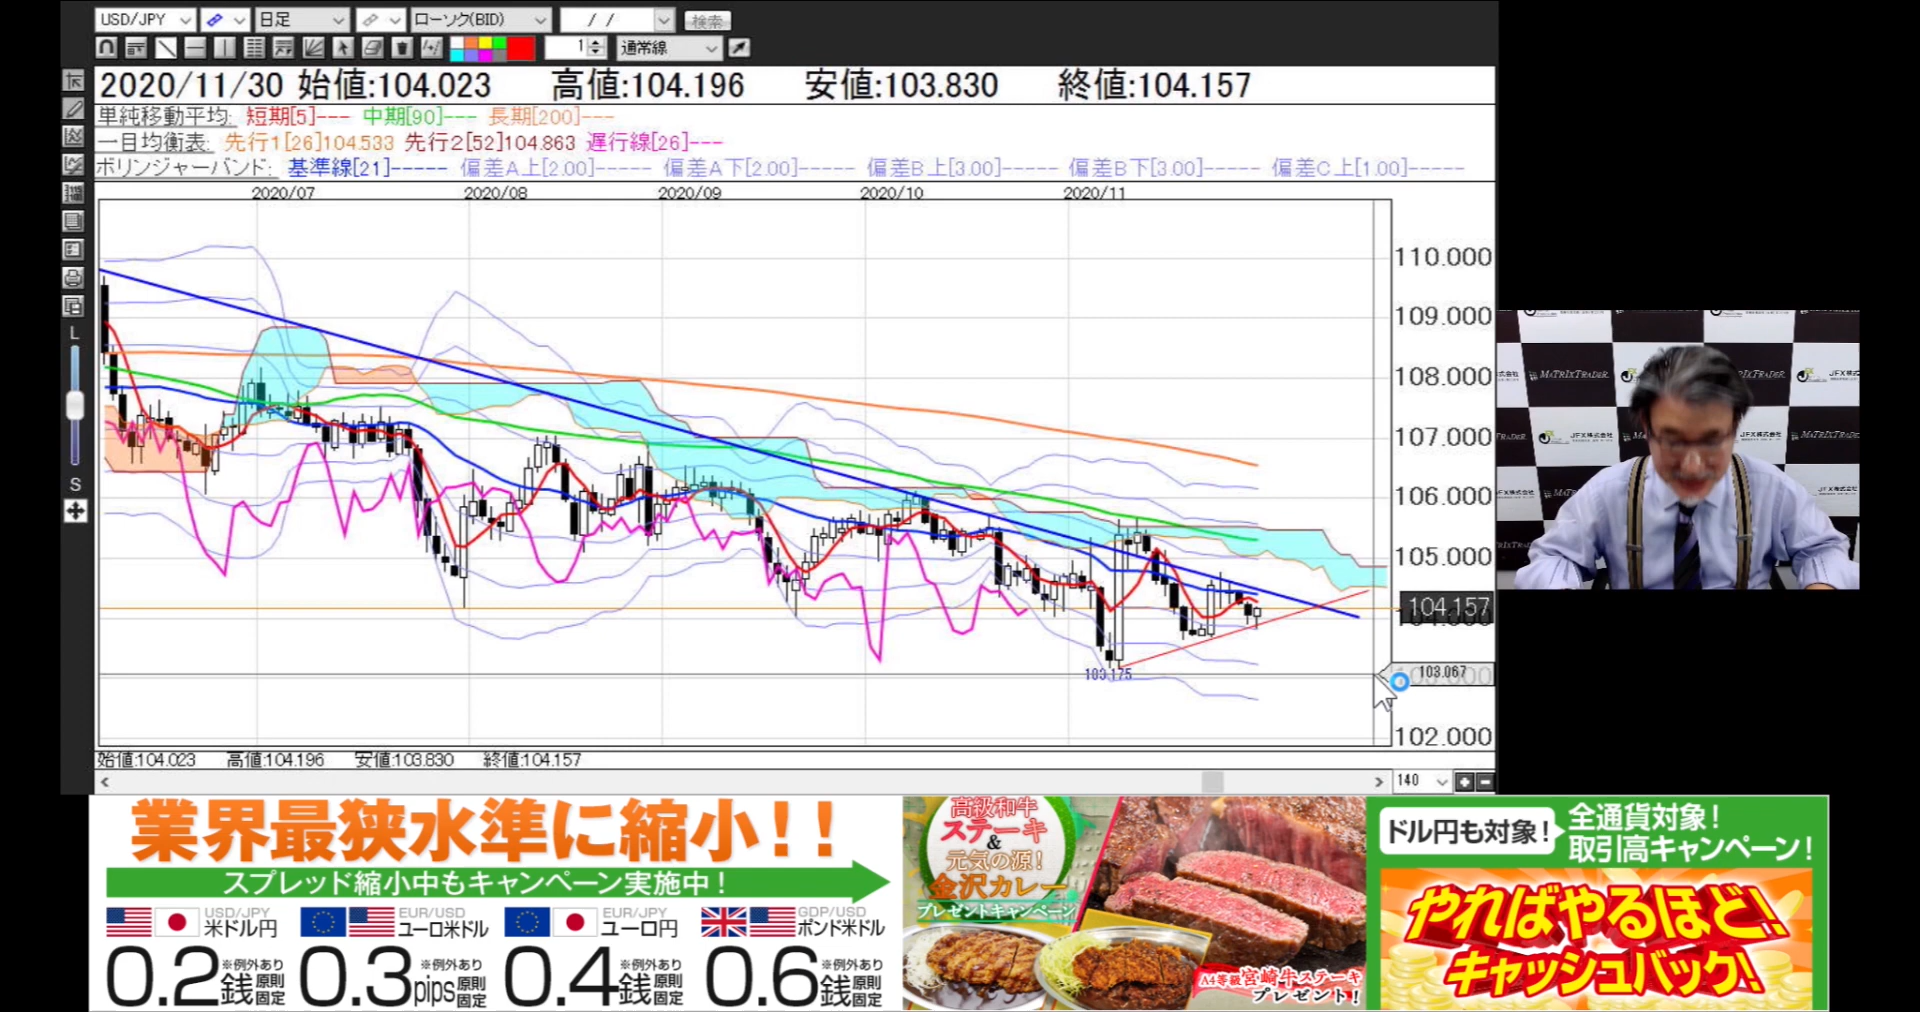 USD/JPY 日足 ローソク(BID) / / 検索
1 通常線
2020/11/30 始値:104.023 高値:104.196 安値:103.830 終値:104.157
単純移動平均: 短期[5]--- 中期[90]--- 長期[200]---
一目均衡表: 先行1[26]104.533 先行2[52]104.863 遅行線[26]---
ボリンジャーバンド: 基準線[21]----- 偏差A上[2.00]----- 偏差A下[2.00]----- 偏差B上[3.00]----- 偏差B下[3.00]----- 偏差C上[1.00]-----
2020/07 2020/08 2020/09 2020/10 2020/11
110.000
109.000
108.000
107.000
106.000
105.000
104.157
103.175
103.067
102.000
L
S
始値:104.023 高値:104.196 安値:103.830 終値:104.157
140
MATRIXTRADER
JFX株式会社
業界最狭水準に縮小!!
スプレッド縮小中もキャンペーン実施中!
USD/JPY
米ドル円
0.2銭 ※例外あり 原則固定
EUR/USD
ユーロ米ドル
0.3pips ※例外あり 原則固定
EUR/JPY
ユーロ円
0.4銭 ※例外あり 原則固定
GDP/USD
ポンド米ドル
0.6銭 ※例外あり 原則固定
高級和牛
ステーキ
&
元気の源!
金沢カレー
プレゼントキャンペーン
A4等級宮崎牛ステーキ
プレゼント!
ドル円も対象!
全通貨対象!
取引高キャンペーン!
やればやるほど!
キャッシュバック!